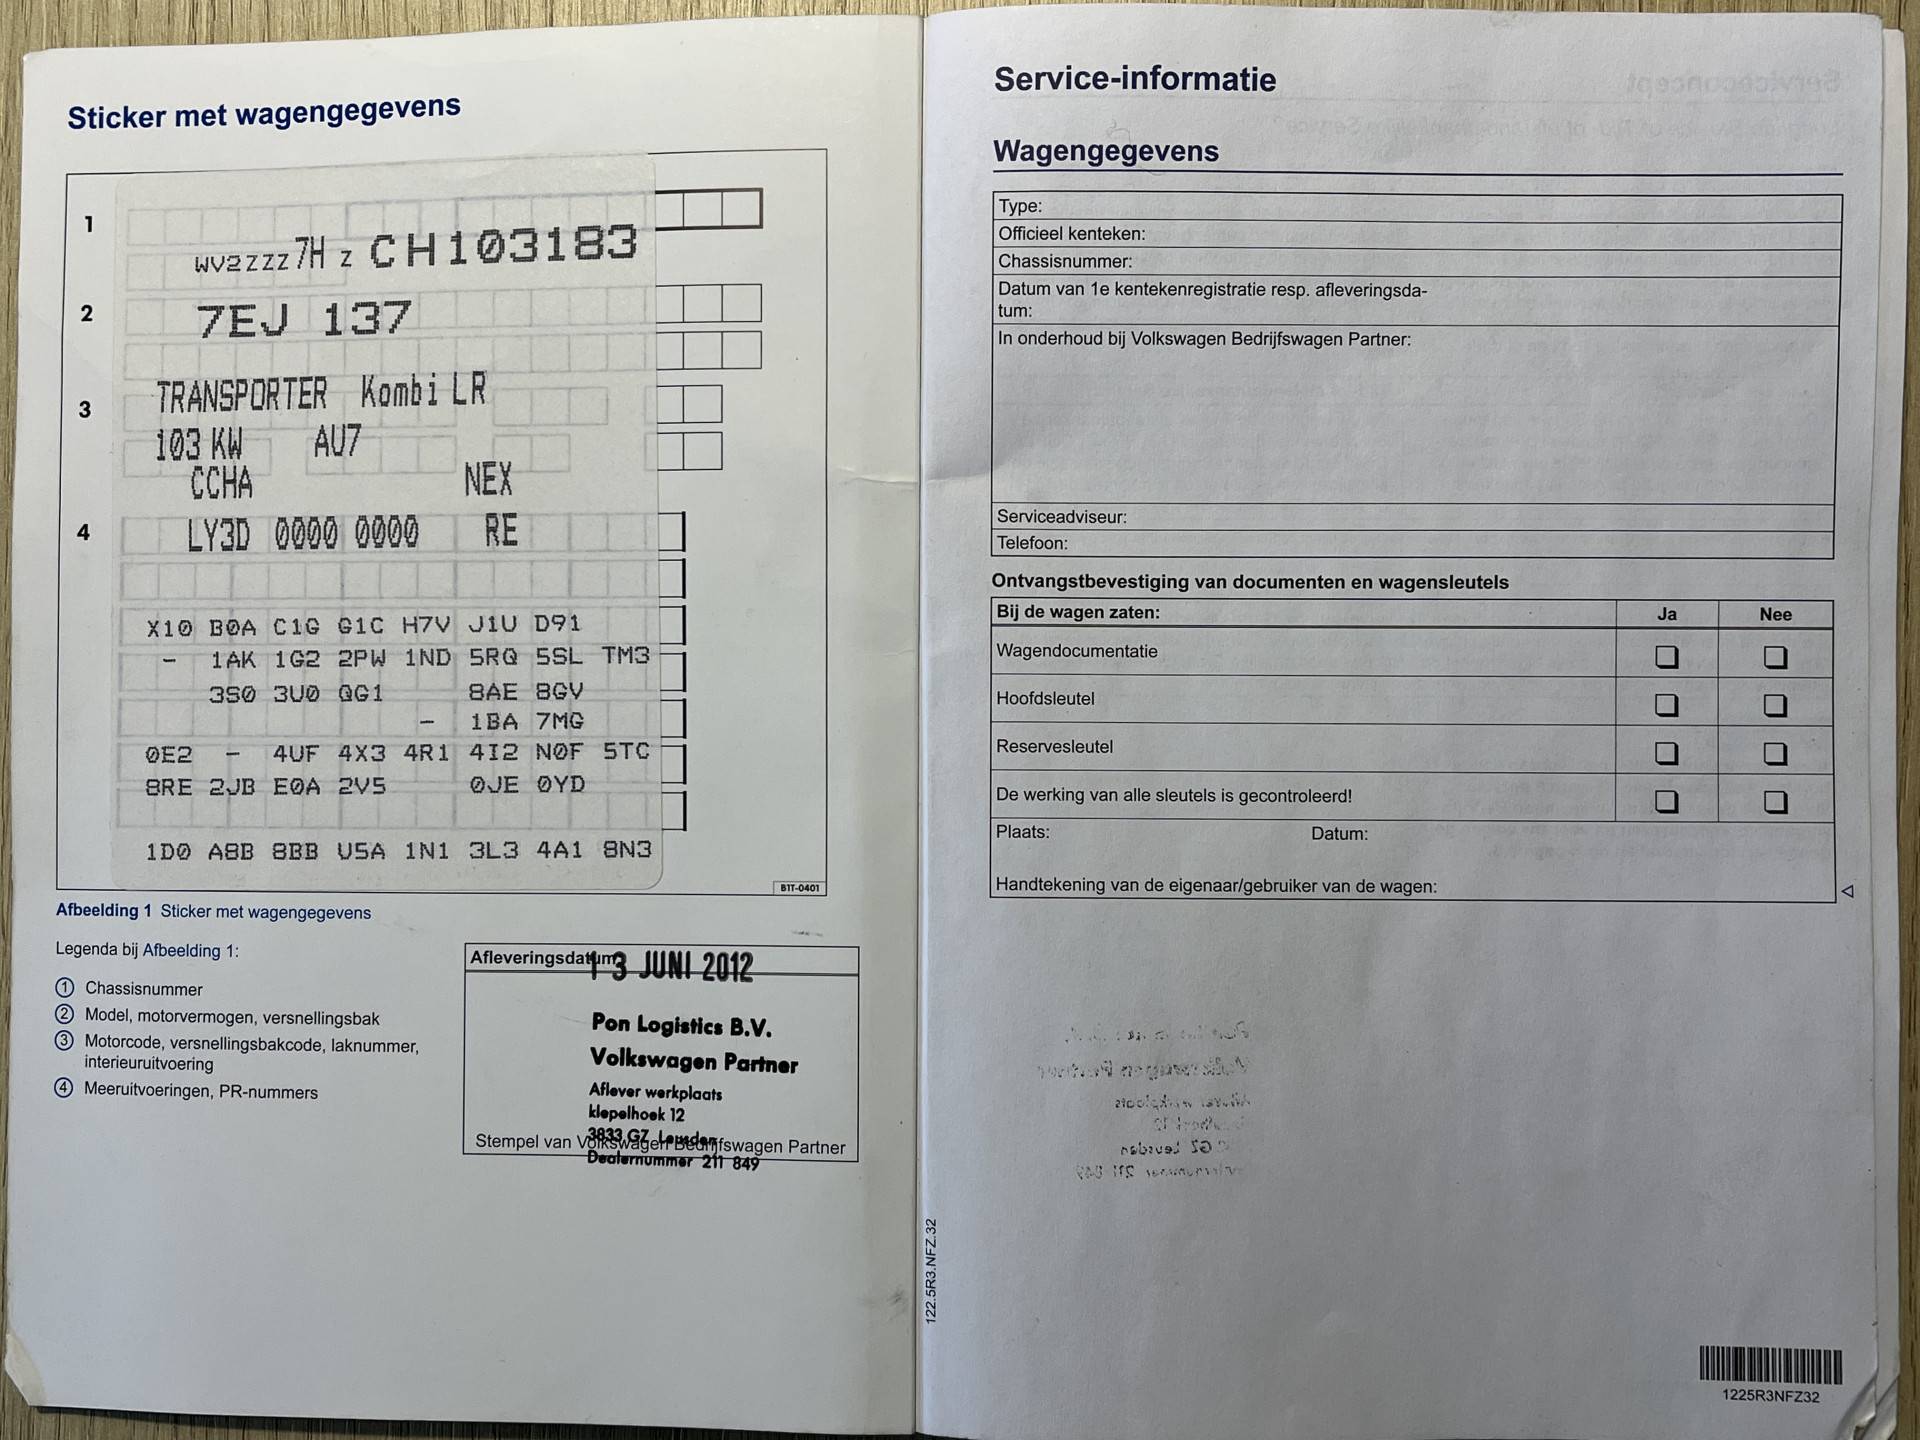 Sticker met wagengegevens
1
WV2ZZZ7H Z CH103183
2
7EJ 137
3
TRANSPORTER Kombi LR
103 KW AU7
CCHA NEX
4
LY3D 0000 0000 RE
X10 B0A C1G G1C H7V J1U D91
- 1AK 1G2 2PW 1ND 5RQ 5SL TM3
3S0 3U0 QG1 8AE 8GV
- 1BA 7MG
0E2 - 4UF 4X3 4R1 4I2 N0F 5TC
8RE 2JB E0A 2V5 0JE 0YD
1D0 A8B 8BB U5A 1N1 3L3 4A1 8N3
B1T-0401
Afbeelding 1 Sticker met wagengegevens
Legenda bij Afbeelding 1:
1 Chassisnummer
2 Model, motorvermogen, versnellingsbak
3 Motorcode, versnellingsbakcode, laknummer,
interieuruitvoering
4 Meeruitvoeringen, PR-nummers
Afleveringsdatum
13 JUNI 2012
Pon Logistics B.V.
Volkswagen Partner
Aflever werkplaats
klepelhoek 12
3833 GZ Leusden
Stempel van Volkswagen Bedrijfswagen Partner
Dealernummer 211 849
Service-informatie
Wagengegevens
Type:
Officieel kenteken:
Chassisnummer:
Datum van 1e kentekenregistratie resp. afleveringsda-
tum:
In onderhoud bij Volkswagen Bedrijfswagen Partner:
Serviceadviseur:
Telefoon:
Ontvangstbevestiging van documenten en wagensleutels
Bij de wagen zaten: Ja Nee
Wagendocumentatie
Hoofdsleutel
Reservesleutel
De werking van alle sleutels is gecontroleerd!
Plaats: Datum:
Handtekening van de eigenaar/gebruiker van de wagen:
122.5R3.NFZ.32
1225R3NFZ32